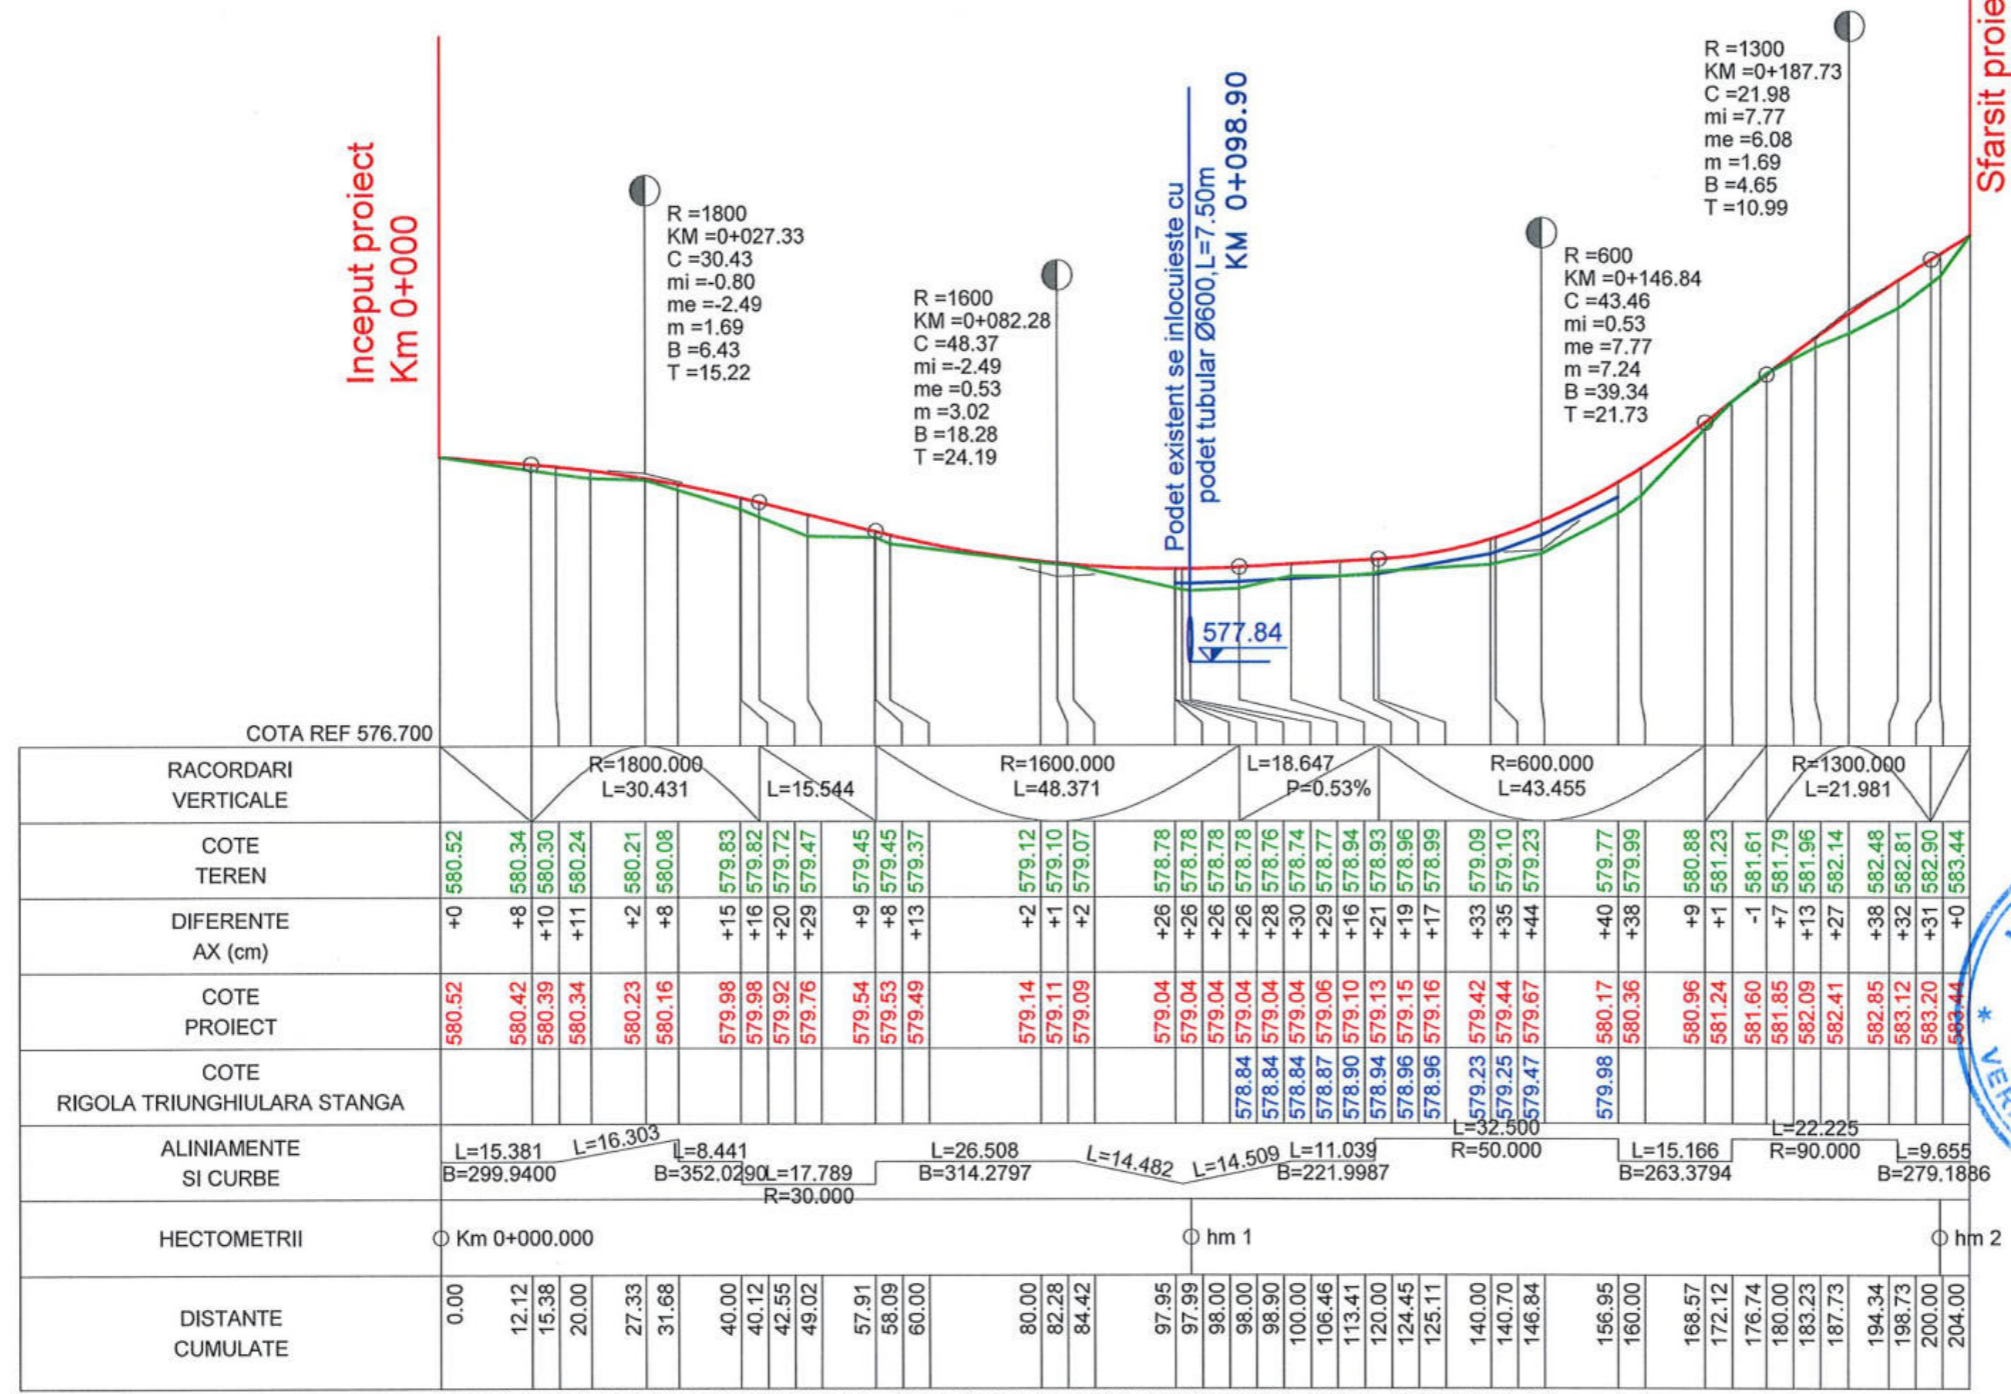 Inceput proiect
Km 0+000
R =1800
KM =0+027.33
C =30.43
mi =-0.80
me =-2.49
m =1.69
B =6.43
T =15.22
R =1600
KM =0+082.28
C =48.37
mi =-2.49
me =0.53
m =3.02
B =18.28
T =24.19
Podet existent se inlocuieste cu
podet tubular Ø600,L=7.50m
KM 0+098.90
577.84
R =600
KM =0+146.84
C =43.46
mi =0.53
me =7.77
m =7.24
B =39.34
T =21.73
R =1300
KM =0+187.73
C =21.98
mi =7.77
me =6.08
m =1.69
B =4.65
T =10.99
Sfarsit proie
COTA REF 576.700
RACORDARI
VERTICALE
R=1800.000
L=30.431
L=15.544
R=1600.000
L=48.371
L=18.647
P=0.53%
R=600.000
L=43.455
R=1300.000
L=21.981
COTE
TEREN
580.52 580.34 580.30 580.24 580.21 580.08 579.83 579.82 579.72 579.47 579.45 579.45 579.37 579.12 579.10 579.07 578.78 578.78 578.78 578.78 578.76 578.74 578.77 578.94 578.93 578.96 578.99 579.09 579.10 579.23 579.77 579.99 580.88 581.23 581.61 581.79 581.96 582.14 582.48 582.81 582.90 583.44
DIFERENTE
AX (cm)
+0 +8 +10 +11 +2 +8 +15 +16 +20 +29 +9 +8 +13 +2 +1 +2 +26 +26 +26 +26 +28 +30 +29 +16 +21 +19 +17 +33 +35 +44 +40 +38 +9 +1 -1 +7 +13 +27 +38 +32 +31 +0
COTE
PROIECT
580.52 580.42 580.39 580.34 580.23 580.16 579.98 579.98 579.92 579.76 579.54 579.53 579.49 579.14 579.11 579.09 579.04 579.04 579.04 579.04 579.04 579.04 579.06 579.10 579.13 579.15 579.16 579.42 579.44 579.67 580.17 580.36 580.96 581.24 581.60 581.85 582.09 582.41 582.85 583.12 583.20 583.44
COTE
RIGOLA TRIUNGHIULARA STANGA
578.84 578.84 578.84 578.87 578.90 578.94 578.96 578.96 579.23 579.25 579.47 579.98
ALINIAMENTE
SI CURBE
L=15.381
B=299.9400
L=16.303
L=8.441
B=352.0290
L=17.789
R=30.000
L=26.508
B=314.2797
L=14.482
L=14.509
L=11.039
B=221.9987
L=32.500
R=50.000
L=15.166
B=263.3794
L=22.225
R=90.000
L=9.655
B=279.1886
HECTOMETRII
Km 0+000.000
hm 1
hm 2
DISTANTE
CUMULATE
0.00 12.12 15.38 20.00 27.33 31.68 40.00 40.12 42.55 49.02 57.91 58.09 60.00 80.00 82.28 84.42 97.95 97.99 98.00 98.00 98.90 100.00 106.46 113.41 120.00 124.45 125.11 140.00 140.70 146.84 156.95 160.00 168.57 172.12 176.74 180.00 183.23 187.73 194.34 198.73 200.00 204.00
* VER